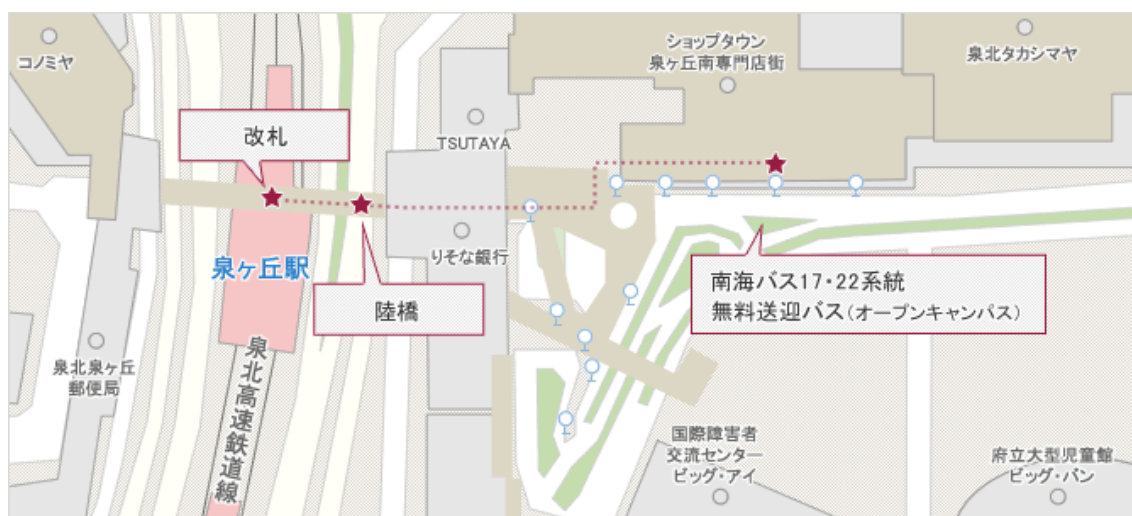 コノミヤ
改札
TSUTAYA
ショップタウン
泉ヶ丘南専門店街
泉北タカシマヤ
泉ヶ丘駅
りそな銀行
陸橋
南海バス17・22系統
無料送迎バス（オープンキャンパス）
泉北泉ヶ丘
郵便局
泉北高速鉄道線
国際障害者
交流センター
ビッグ・アイ
府立大型児童館
ビッグ・バン